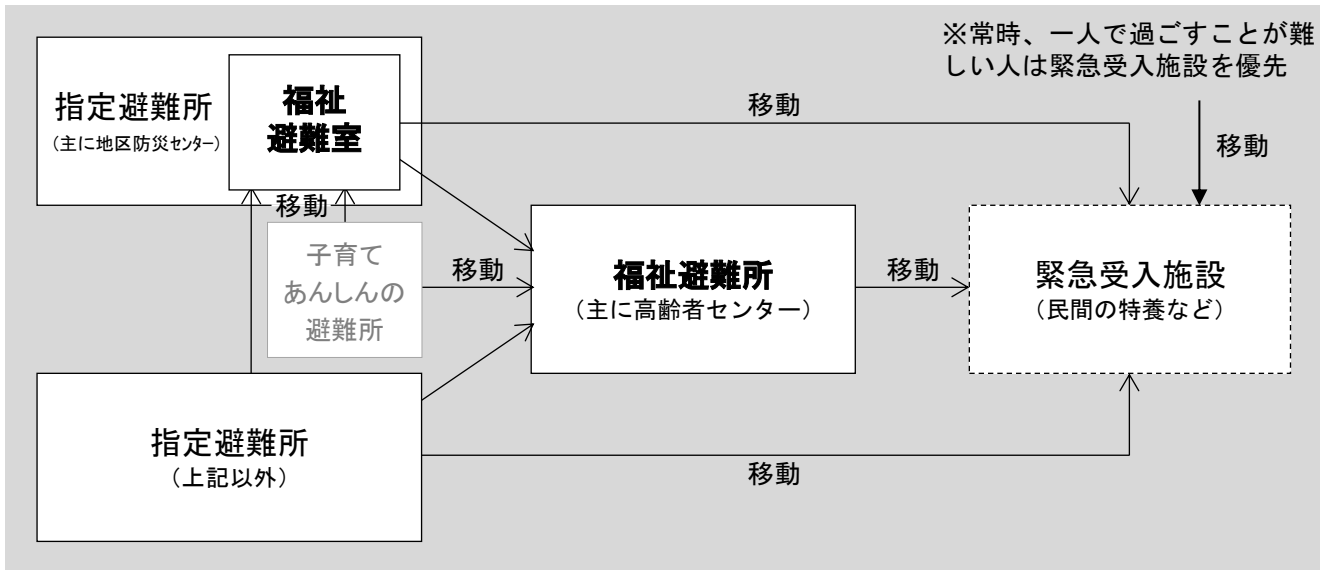 ※常時、一人で過ごすことが難
しい人は緊急受入施設を優先
指定避難所
(主に地区防災ｾﾝﾀｰ)
福祉
避難室
移動
移動
移動
子育て
あんしんの
避難所
移動
福祉避難所
(主に高齢者センター)
移動
緊急受入施設
(民間の特養など)
指定避難所
(上記以外)
移動